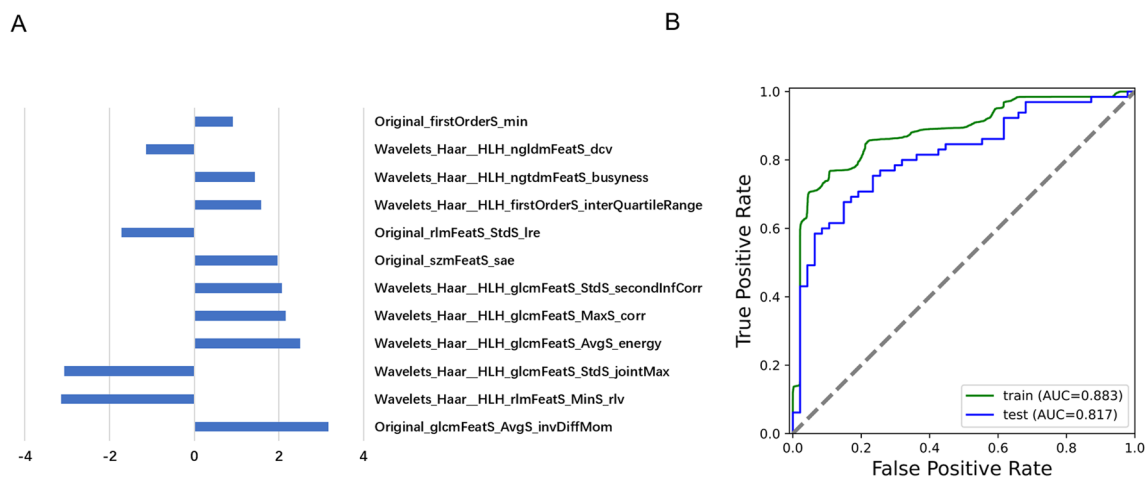 A
Original_firstOrderS_min
Wavelets_Haar__HLH_ngldmFeatS_dcv
Wavelets_Haar__HLH_ngtdmFeatS_busyness
Wavelets_Haar__HLH_firstOrderS_interQuartileRange
Original_rlmFeatS_StdS_lre
Original_szmFeatS_sae
Wavelets_Haar__HLH_glcmFeatS_StdS_secondInfCorr
Wavelets_Haar__HLH_glcmFeatS_MaxS_corr
Wavelets_Haar__HLH_glcmFeatS_AvgS_energy
Wavelets_Haar__HLH_glcmFeatS_StdS_jointMax
Wavelets_Haar__HLH_rlmFeatS_MinS_rlv
Original_glcmFeatS_AvgS_invDiffMom
-4 -2 0 2 4
B
True Positive Rate
1.0
0.8
0.6
0.4
0.2
0.0
train (AUC=0.883)
test (AUC=0.817)
0.0 0.2 0.4 0.6 0.8 1.0
False Positive Rate